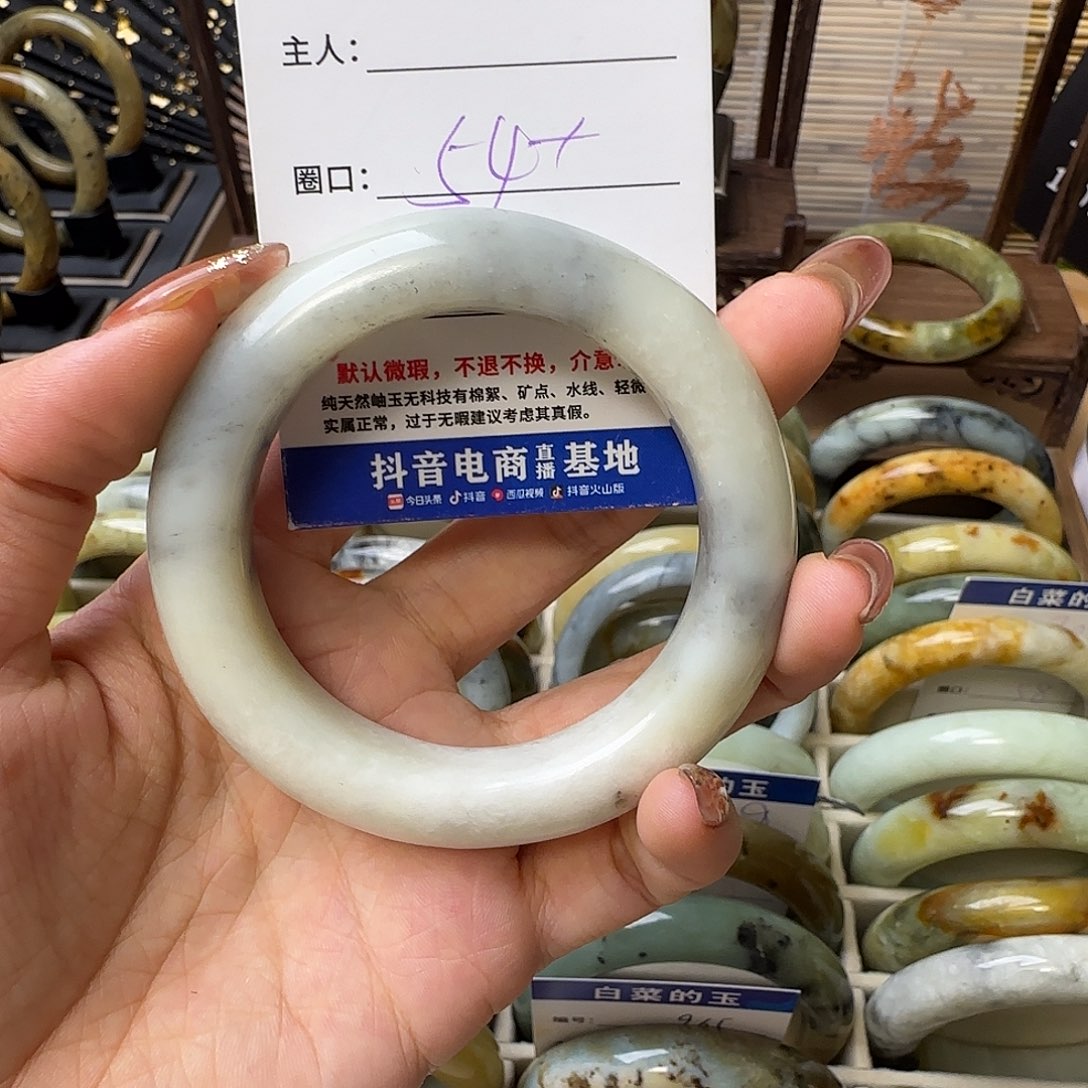 主人：
圈口： 54+
默认微瑕，不退不换，介意
纯天然岫玉无科技有棉絮、矿点、水线、轻微
实属正常，过于无暇建议考虑其真假。
抖音电商直播基地
今日头条 抖音 西瓜视频 抖音火山版
白菜的
的玉
白菜的玉
编号：
圈口：